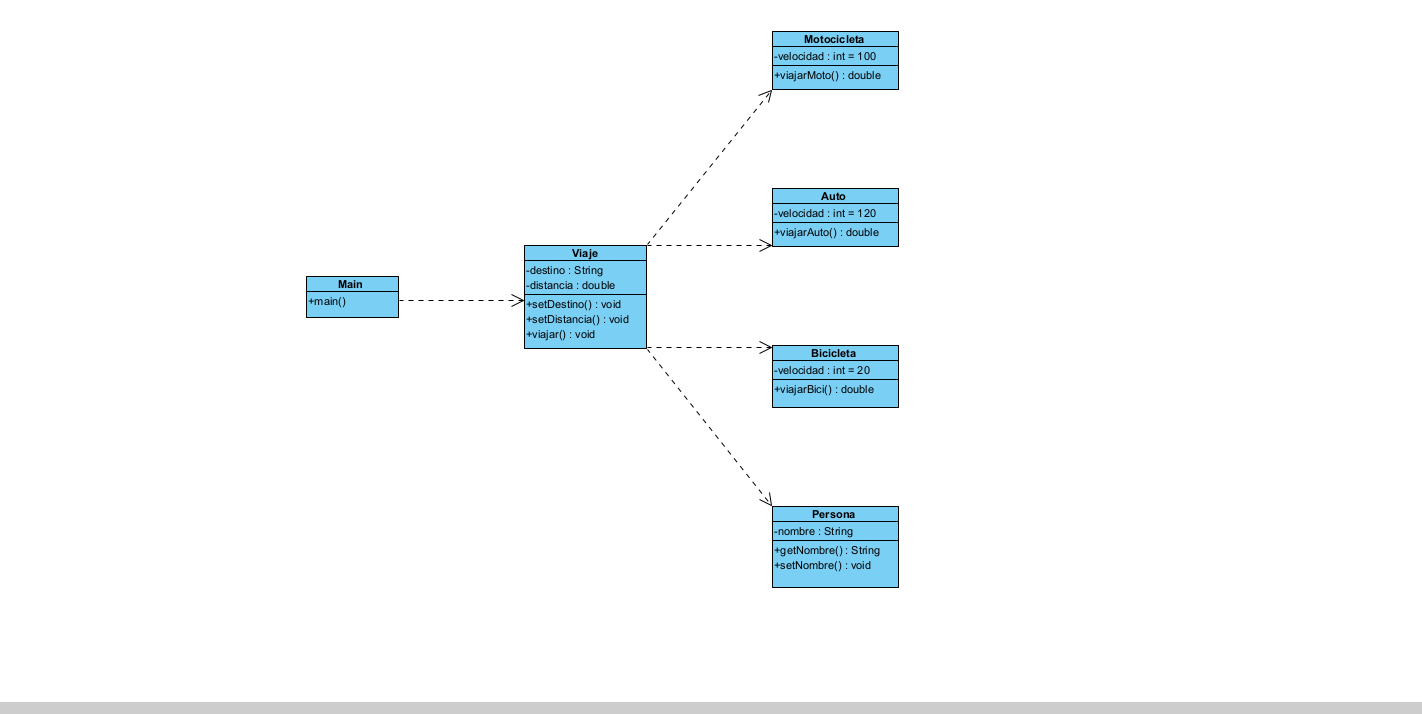 Motocicleta
-velocidad : int = 100
+viajarMoto() : double
Auto
-velocidad : int = 120
+viajarAuto() : double
Viaje
-destino : String
-distancia : double
+setDestino() : void
+setDistancia() : void
+viajar() : void
Main
+main()
Bicicleta
-velocidad : int = 20
+viajarBici() : double
Persona
-nombre : String
+getNombre() : String
+setNombre() : void